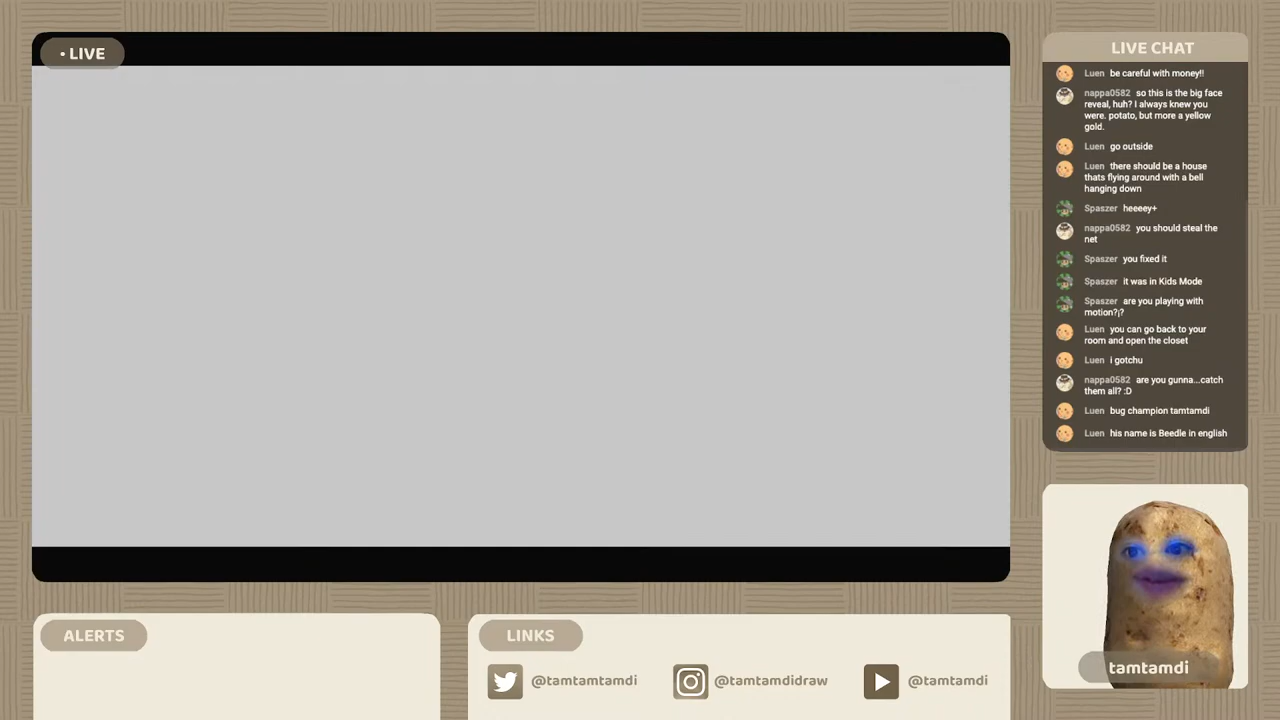 • LIVE
LIVE CHAT
Luen be careful with money!!
nappa0582 so this is the big face
reveal, huh? I always knew you
were. potato, but more a yellow
gold.
Luen go outside
Luen there should be a house
thats flying around with a bell
hanging down
Spaszer heeeey+
nappa0582 you should steal the
net
Spaszer you fixed it
Spaszer it was in Kids Mode
Spaszer are you playing with
motion?¿?
Luen you can go back to your
room and open the closet
Luen i gotchu
nappa0582 are you gunna...catch
them all? :D
Luen bug champion tamtamdi
Luen his name is Beedle in english
tamtamdi
ALERTS
LINKS
@tamtamtamdi
@tamtamdidraw
@tamtamdi